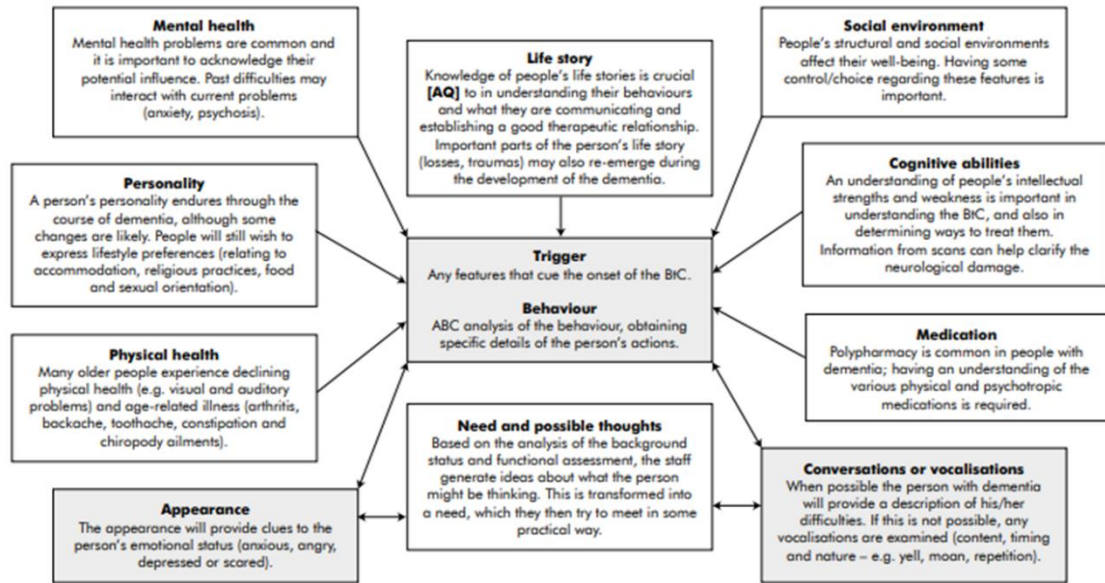 Mental health
Mental health problems are common and
it is important to acknowledge their
potential influence. Past difficulties may
interact with current problems
(anxiety, psychosis).
Life story
Knowledge of people's life stories is crucial
[AQ] to in understanding their behaviours
and what they are communicating and
establishing a good therapeutic relationship.
Important parts of the person's life story
(losses, traumas) may also re-emerge during
the development of the dementia.
Social environment
People's structural and social environments
affect their well-being. Having some
control/choice regarding these features is
important.
Personality
A person's personality endures through the
course of dementia, although some
changes are likely. People will still wish to
express lifestyle preferences (relating to
accommodation, religious practices, food
and sexual orientation).
Trigger
Any features that cue the onset of the BtC.
Behaviour
ABC analysis of the behaviour, obtaining
specific details of the person's actions.
Cognitive abilities
An understanding of people's intellectual
strengths and weakness is important in
understanding the BtC, and also in
determining ways to treat them.
Information from scans can help clarify the
neurological damage.
Physical health
Many older people experience declining
physical health (e.g. visual and auditory
problems) and age-related illness (arthritis,
backache, toothache, constipation and
chiropody ailments).
Medication
Polypharmacy is common in people with
dementia; having an understanding of the
various physical and psychotropic
medications is required.
Need and possible thoughts
Based on the analysis of the background
status and functional assessment, the staff
generate ideas about what the person
might be thinking. This is transformed into
a need, which they then try to meet in some
practical way.
Appearance
The appearance will provide clues to the
person's emotional status (anxious, angry,
depressed or scared).
Conversations or vocalisations
When possible the person with dementia
will provide a description of his/her
difficulties. If this is not possible, any
vocalisations are examined (content, timing
and nature – e.g. yell, moan, repetition).